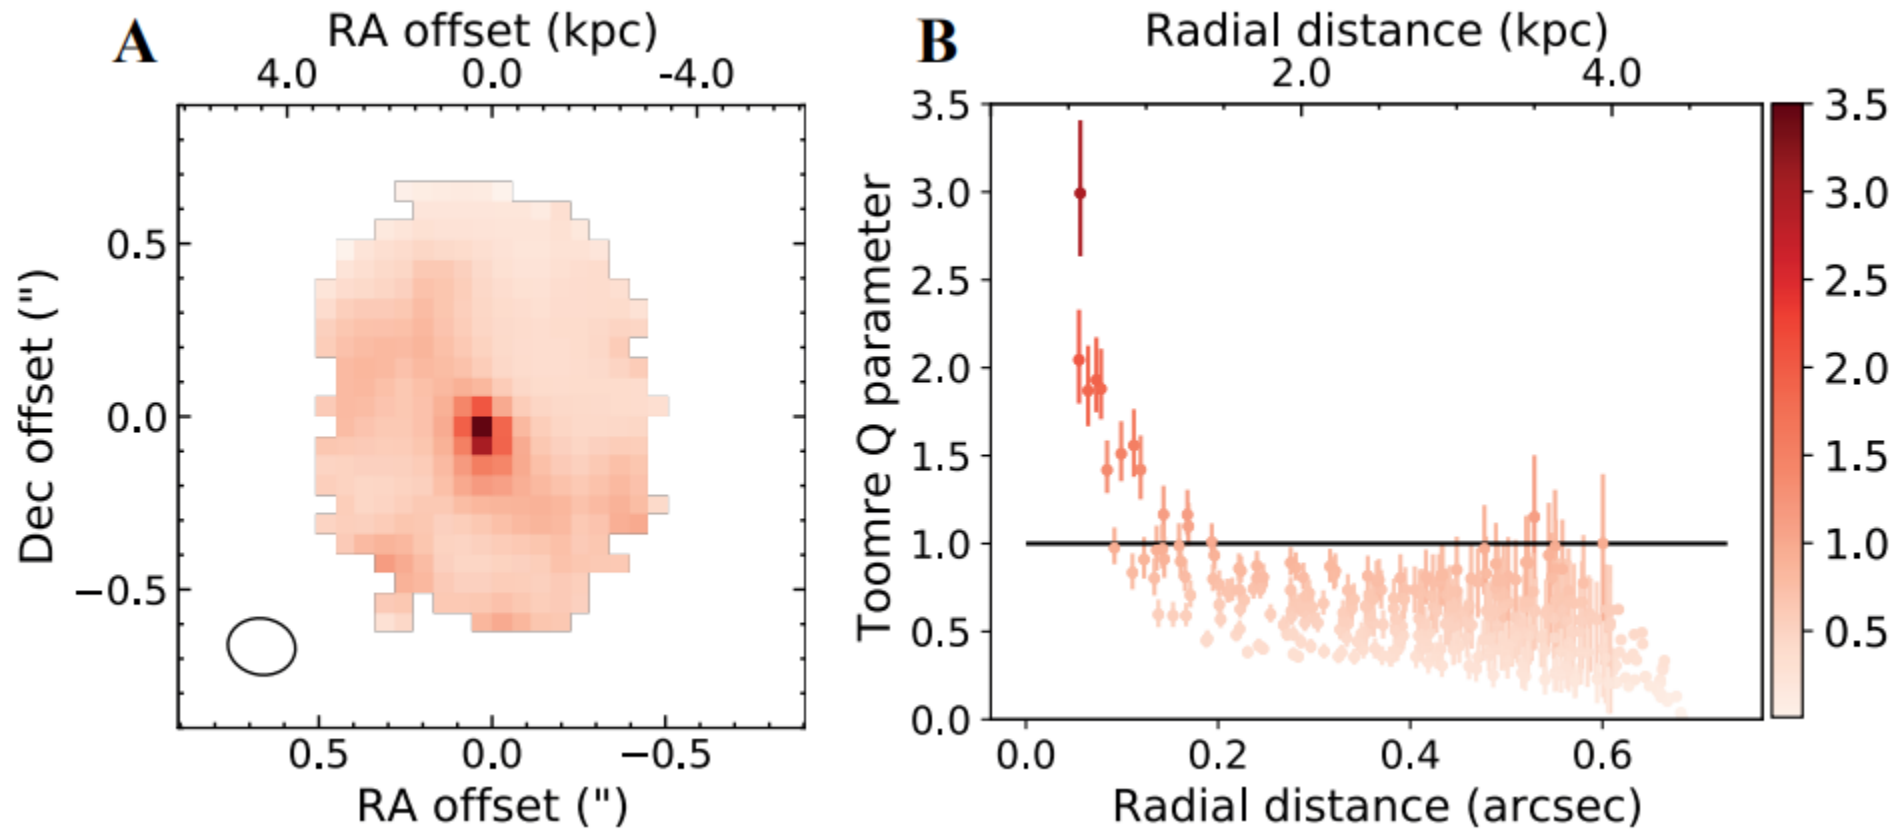 A
RA offset (kpc)
4.0 0.0 -4.0
Dec offset (")
0.5
0.0
−0.5
0.5 0.0 −0.5
RA offset (")
B
Radial distance (kpc)
2.0 4.0
Toomre Q parameter
3.5
3.0
2.5
2.0
1.5
1.0
0.5
0.0
0.0 0.2 0.4 0.6
Radial distance (arcsec)
3.5
3.0
2.5
2.0
1.5
1.0
0.5